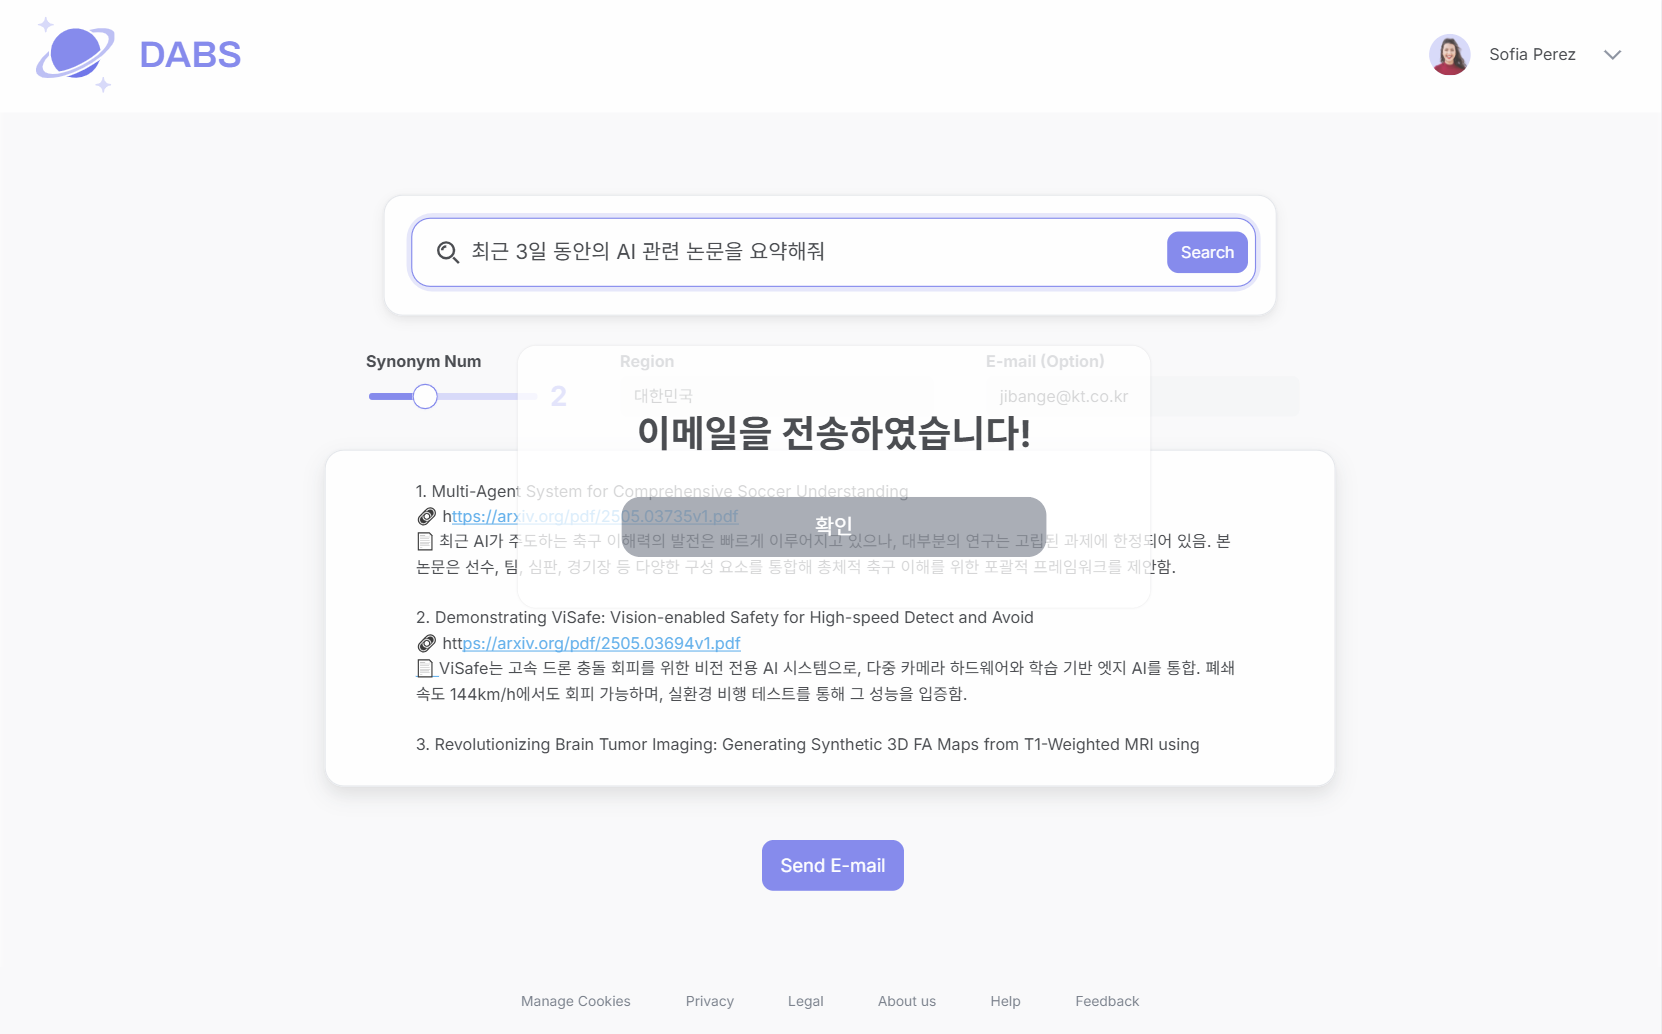 DABS
Sofia Perez
최근 3일 동안의 AI 관련 논문을 요약해줘
Search
Synonym Num
2
Region
대한민국
E-mail (Option)
jibange@kt.co.kr
이메일을 전송하였습니다!
확인
1. Multi-Agent System for Comprehensive Soccer Understanding
https://arxiv.org/pdf/2505.03735v1.pdf
최근 AI가 주도하는 축구 이해력의 발전은 빠르게 이루어지고 있으나, 대부분의 연구는 고립된 과제에 한정되어 있음. 본
논문은 선수, 팀, 심판, 경기장 등 다양한 구성 요소를 통합해 총체적 축구 이해를 위한 포괄적 프레임워크를 제안함.
2. Demonstrating ViSafe: Vision-enabled Safety for High-speed Detect and Avoid
https://arxiv.org/pdf/2505.03694v1.pdf
ViSafe는 고속 드론 충돌 회피를 위한 비전 전용 AI 시스템으로, 다중 카메라 하드웨어와 학습 기반 엣지 AI를 통합. 폐쇄
속도 144km/h에서도 회피 가능하며, 실환경 비행 테스트를 통해 그 성능을 입증함.
3. Revolutionizing Brain Tumor Imaging: Generating Synthetic 3D FA Maps from T1-Weighted MRI using
Send E-mail
Manage Cookies
Privacy
Legal
About us
Help
Feedback